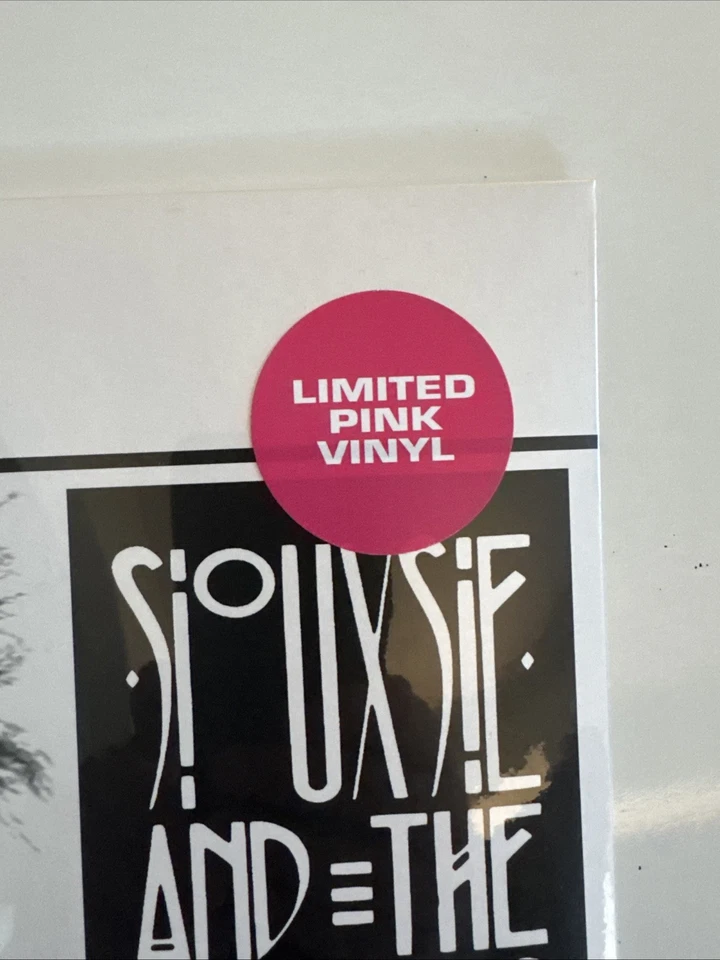 LIMITED
PINK
VINYL
SIOUXSIE
AND THE